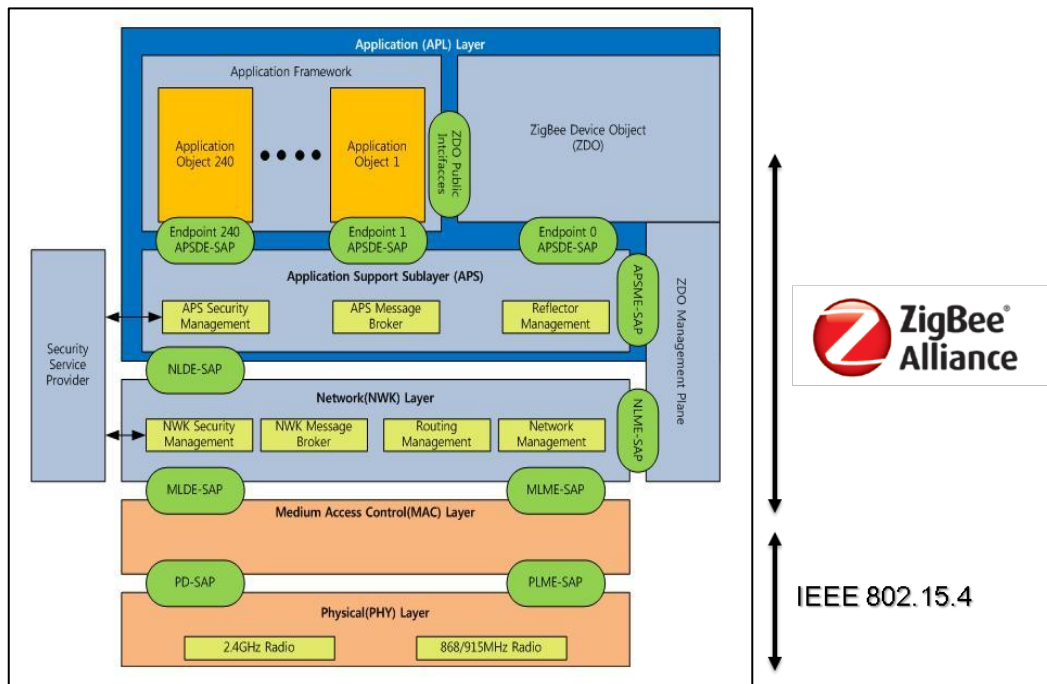 Application (APL) Layer
Application Framework
Application
Object 240
Application
Object 1
ZDO Public
Intcifacces
ZigBee Device Object
(ZDO)
Endpoint 240
APSDE-SAP
Endpoint 1
APSDE-SAP
Endpoint 0
APSDE-SAP
Application Support Sublayer (APS)
APS Security
Management
APS Message
Broker
Reflector
Management
APSME-SAP
ZDO Management Plane
Security
Service
Provider
NLDE-SAP
Network(NWK) Layer
NWK Security
Management
NWK Message
Broker
Routing
Management
Network
Management
NLME-SAP
MLDE-SAP
MLME-SAP
Medium Access Control(MAC) Layer
PD-SAP
PLME-SAP
Physical(PHY) Layer
2.4GHz Radio
868/915MHz Radio
ZigBee®
Alliance
IEEE 802.15.4